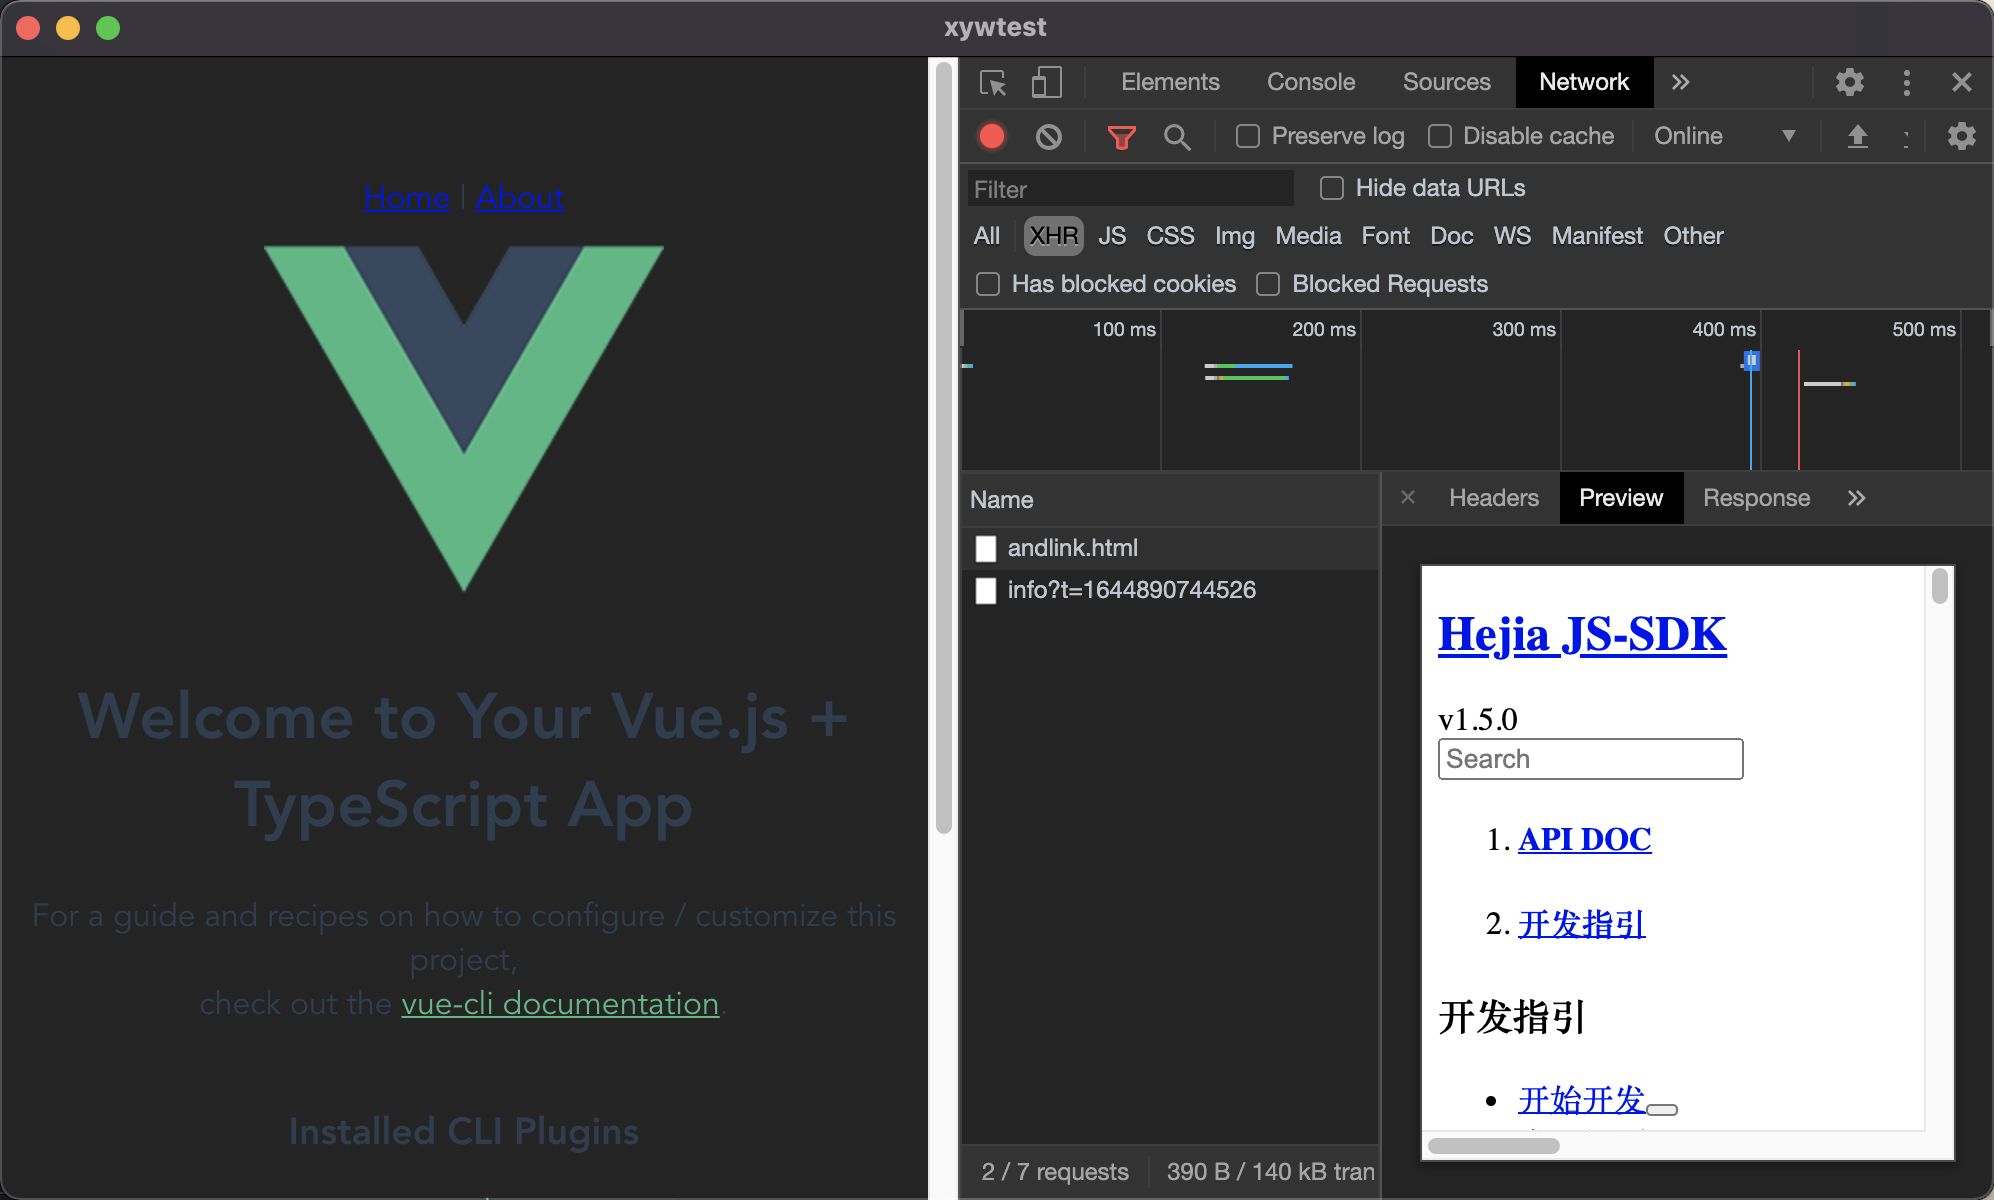 xywtest
Home | About
Welcome to Your Vue.js +
TypeScript App
For a guide and recipes on how to configure / customize this
project,
check out the vue-cli documentation.
Installed CLI Plugins
Elements Console Sources Network
Preserve log Disable cache Online
Filter Hide data URLs
All XHR JS CSS Img Media Font Doc WS Manifest Other
Has blocked cookies Blocked Requests
100 ms 200 ms 300 ms 400 ms 500 ms
Name
andlink.html
info?t=1644890744526
2 / 7 requests 390 B / 140 kB tran
Headers Preview Response
Hejia JS-SDK
v1.5.0
Search
1. API DOC
2. 开发指引
开发指引
开始开发